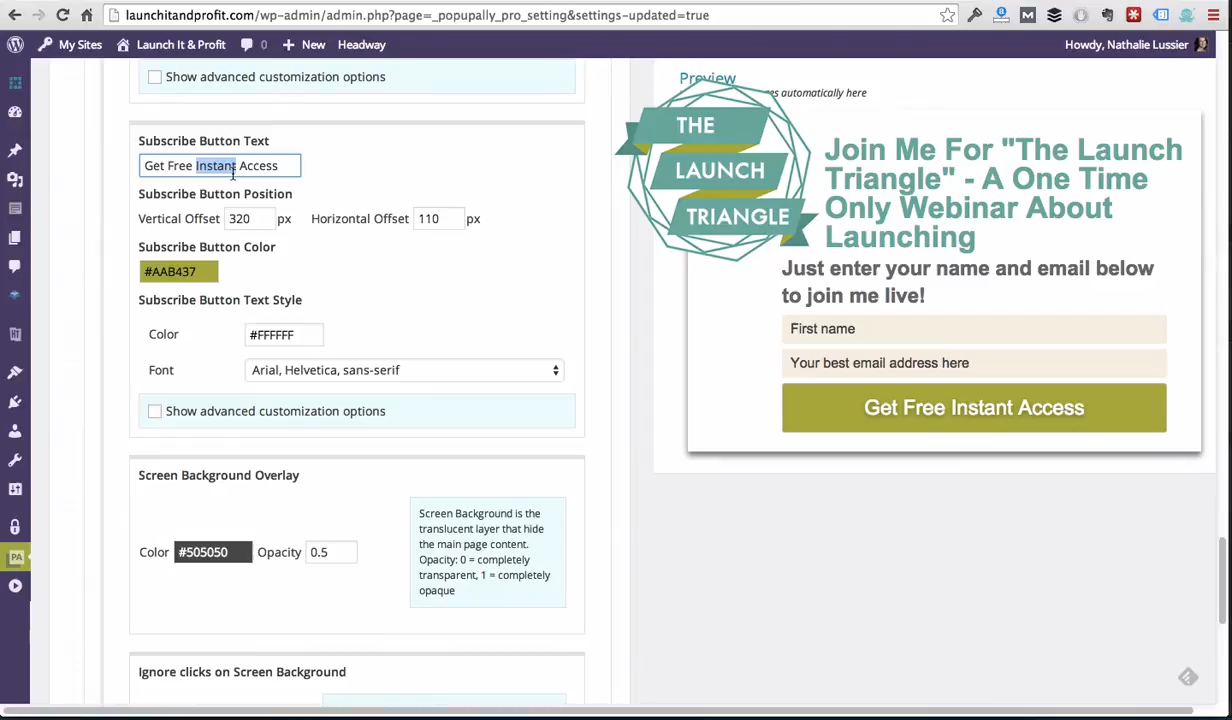 launchitandprofit.com/wp-admin/admin.php?page=_popupally_pro_setting&settings-updated=true
My Sites
Launch It & Profit
0
New
Headway
Howdy, Nathalie Lussier
Show advanced customization options
Subscribe Button Text
Get Free Instant Access
Subscribe Button Position
Vertical Offset 320 px Horizontal Offset 110 px
Subscribe Button Color
#AAB437
Subscribe Button Text Style
Color #FFFFFF
Font Arial, Helvetica, sans-serif
Show advanced customization options
Screen Background Overlay
Color #505050 Opacity 0.5
Screen Background is the
translucent layer that hide
the main page content.
Opacity: 0 = completely
transparent, 1 = completely
opaque
Ignore clicks on Screen Background
PA
Preview
automatically here
THE
LAUNCH
TRIANGLE
Join Me For "The Launch
Triangle" - A One Time
Only Webinar About
Launching
Just enter your name and email below
to join me live!
First name
Your best email address here
Get Free Instant Access